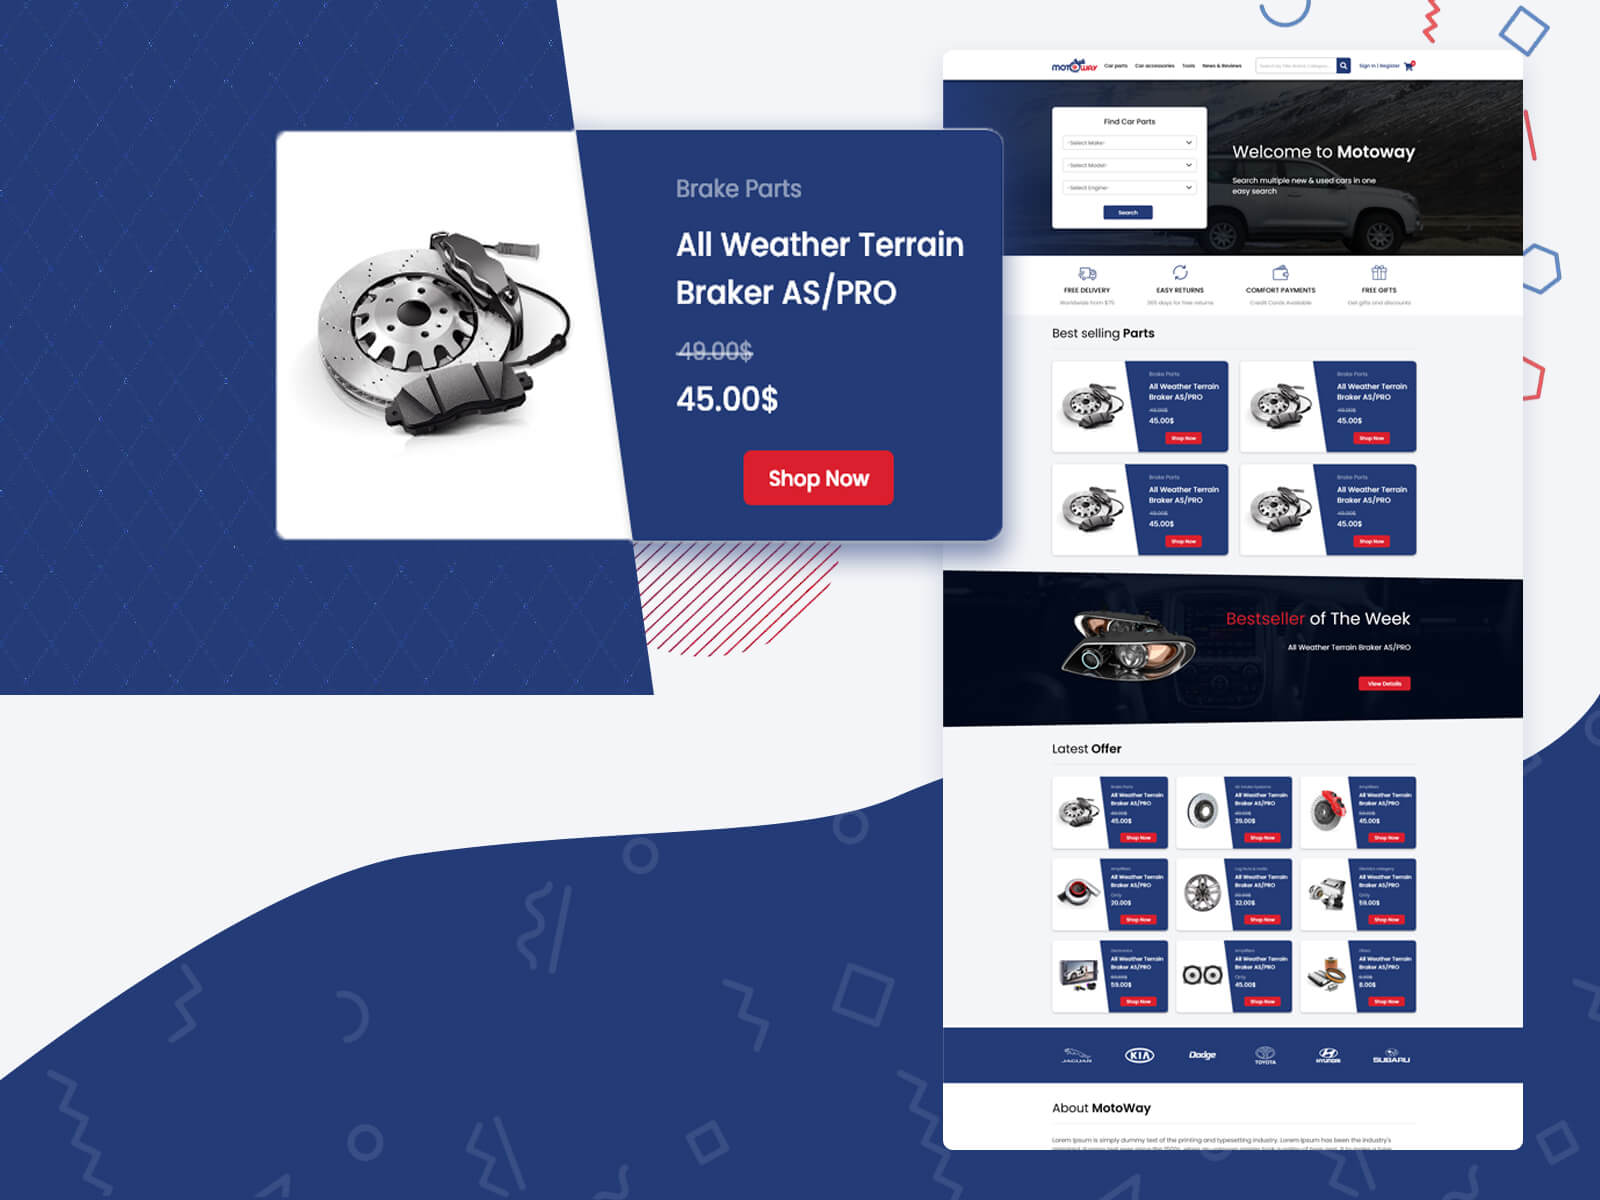 Brake Parts
All Weather Terrain
Braker AS/PRO
49.00$
45.00$
Shop Now
MOTOWAY
Car parts
Car accessories
Tools
News & Reviews
Sign in | Register
Find Car Parts
-Select Make-
-Select Model-
-Select Engine-
Search
Welcome to Motoway
Search multiple new & used cars in one
easy search
FREE DELIVERY
Worldwide from $75
EASY RETURNS
365 days for free returns
COMFORT PAYMENTS
Credit Cards Available
FREE GIFTS
Get gifts and discounts
Best selling Parts
Brake Parts
All Weather Terrain
Braker AS/PRO
49.00$
45.00$
Shop Now
Brake Parts
All Weather Terrain
Braker AS/PRO
49.00$
45.00$
Shop Now
Brake Parts
All Weather Terrain
Braker AS/PRO
49.00$
45.00$
Shop Now
Brake Parts
All Weather Terrain
Braker AS/PRO
49.00$
45.00$
Shop Now
Bestseller of The Week
All Weather Terrain Braker AS/PRO
View Details
Latest Offer
Brake Parts
All Weather Terrain
Braker AS/PRO
45.00$
Shop Now
All Weather Terrain
Braker AS/PRO
39.00$
Shop Now
Amplifiers
All Weather Terrain
Braker AS/PRO
45.00$
Shop Now
Amplifiers
All Weather Terrain
Braker AS/PRO
Only
20.00$
Shop Now
All Weather Terrain
Braker AS/PRO
32.00$
Shop Now
All Weather Terrain
Braker AS/PRO
Only
59.00$
Shop Now
Electronics
All Weather Terrain
Braker AS/PRO
59.00$
Shop Now
Amplifiers
All Weather Terrain
Braker AS/PRO
Only
45.00$
Shop Now
All Weather Terrain
Braker AS/PRO
8.00$
Shop Now
JAGUAR
KIA
Dodge
TOYOTA
HYUNDAI
SUBARU
About MotoWay
Lorem Ipsum is simply dummy text of the printing and typesetting industry. Lorem Ipsum has been the industry's